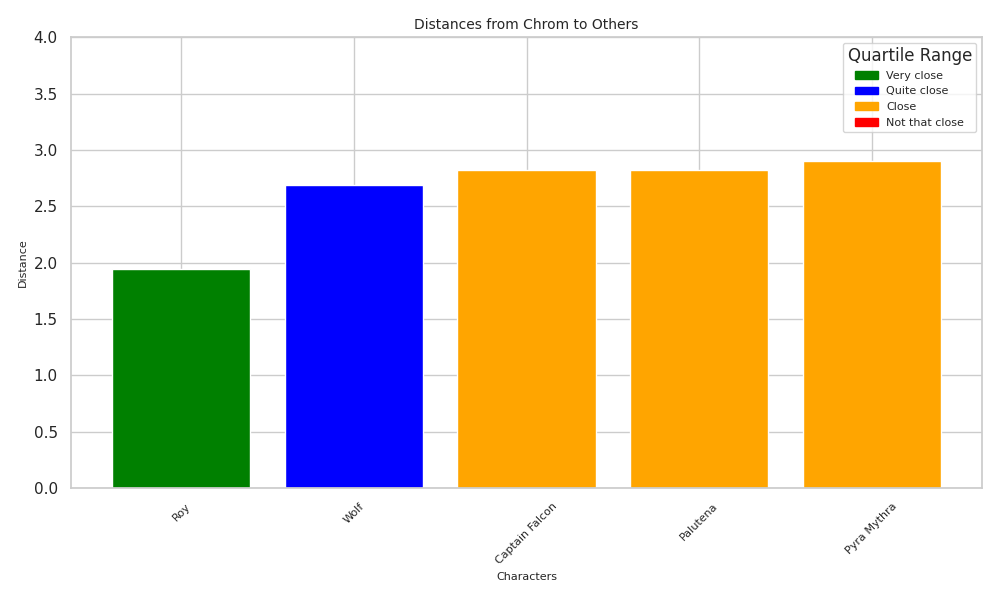 Distances from Chrom to Others
Quartile Range
Very close
Quite close
Close
Not that close
Distance
4.0
3.5
3.0
2.5
2.0
1.5
1.0
0.5
0.0
Roy
Wolf
Captain Falcon
Palutena
Pyra Mythra
Characters